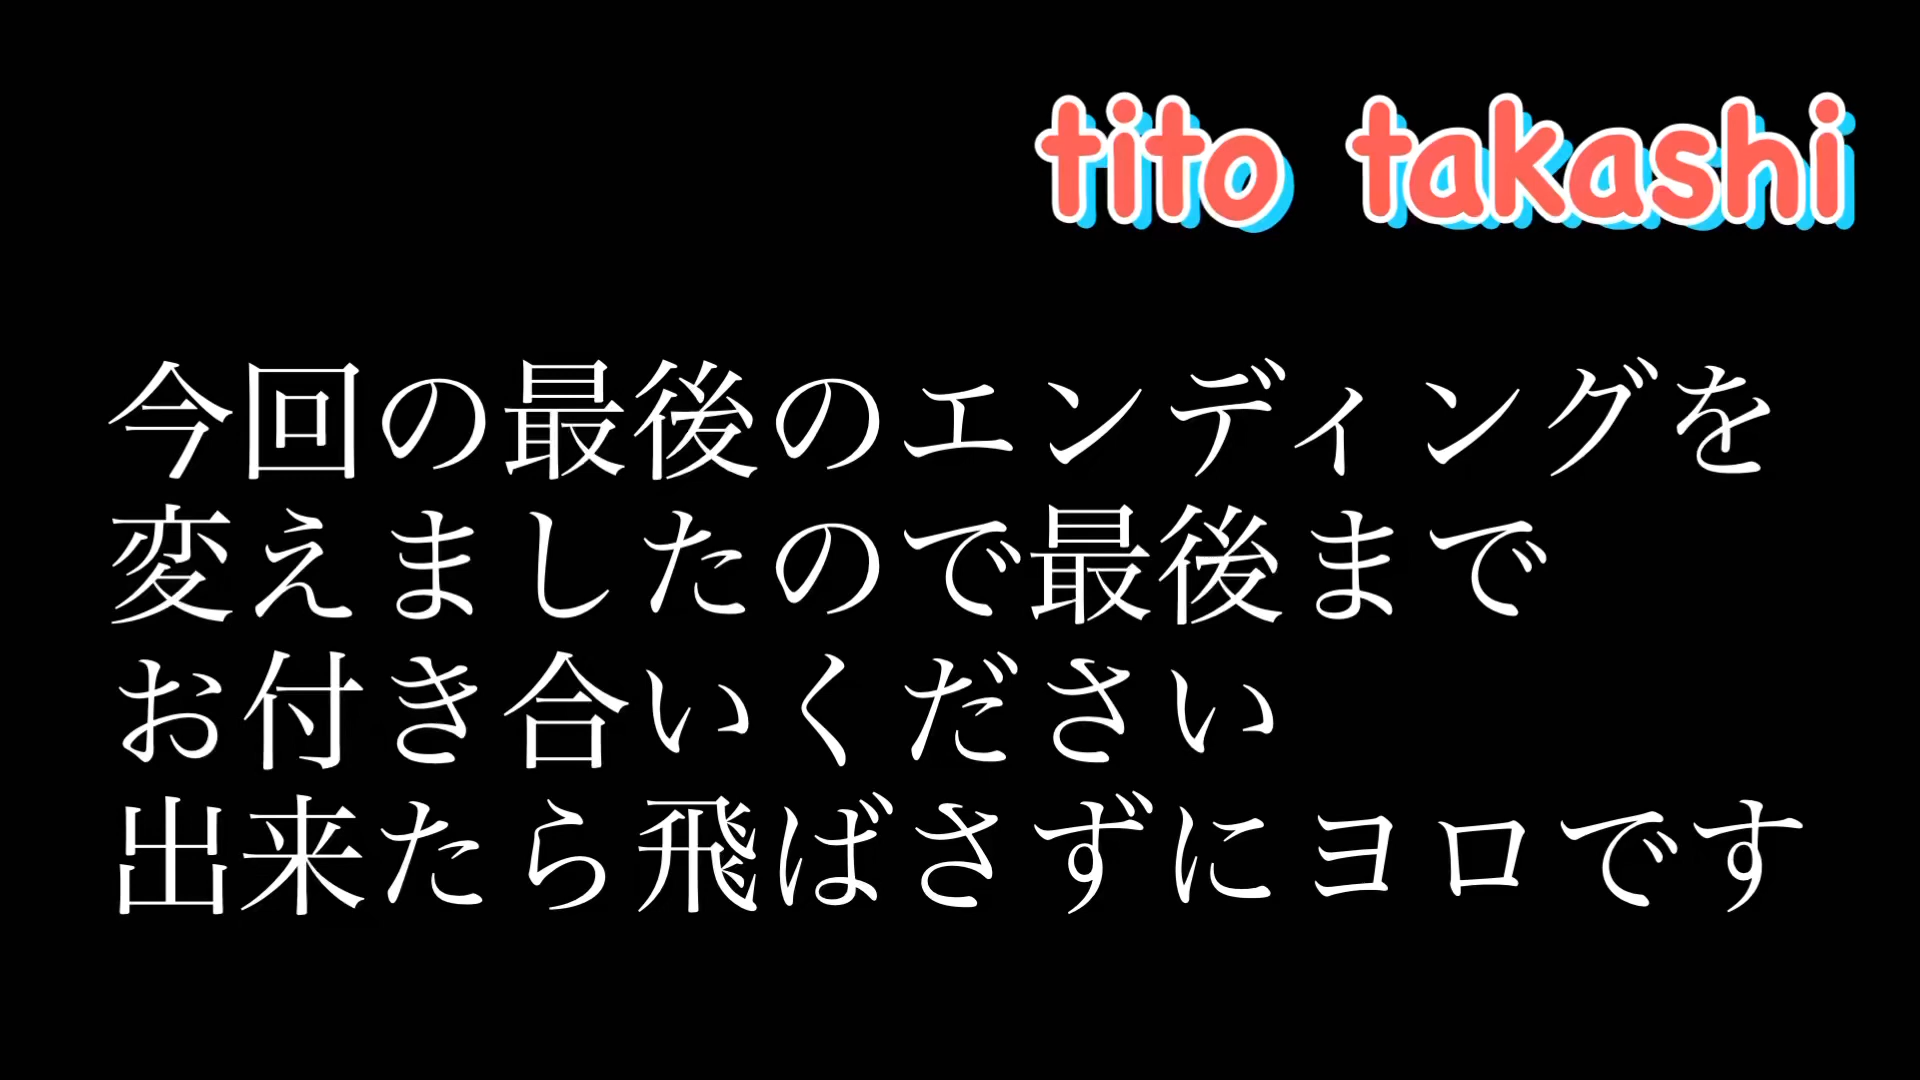 tito takashi
今回の最後のエンディングを
変えましたので最後まで
お付き合いください
出来たら飛ばさずにヨロです